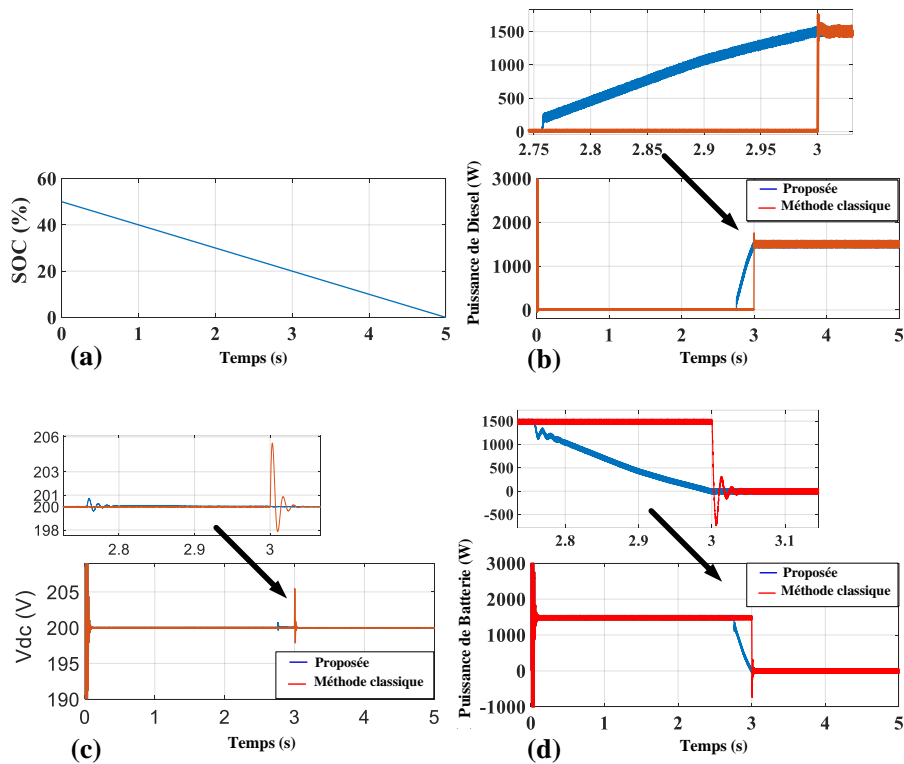 1500
1000
500
0
2.75 2.8 2.85 2.9 2.95 3
60
40
20
0
SOC (%)
0 1 2 3 4 5
Temps (s)
(a)
3000
2000
1000
0
Puissance de Diesel (W)
Proposée
Méthode classique
0 1 2 3 4 5
Temps (s)
(b)
206
203
201
200
198
2.8 2.9 3
205
200
195
190
Vdc (V)
Proposée
Méthode classique
0 1 2 3 4 5
Temps (s)
(c)
1500
1000
500
0
-500
2.8 2.9 3 3.1
3000
2000
1000
0
-1000
Puissance de Batterie (W)
Proposée
Méthode classique
0 1 2 3 4 5
Temps (s)
(d)